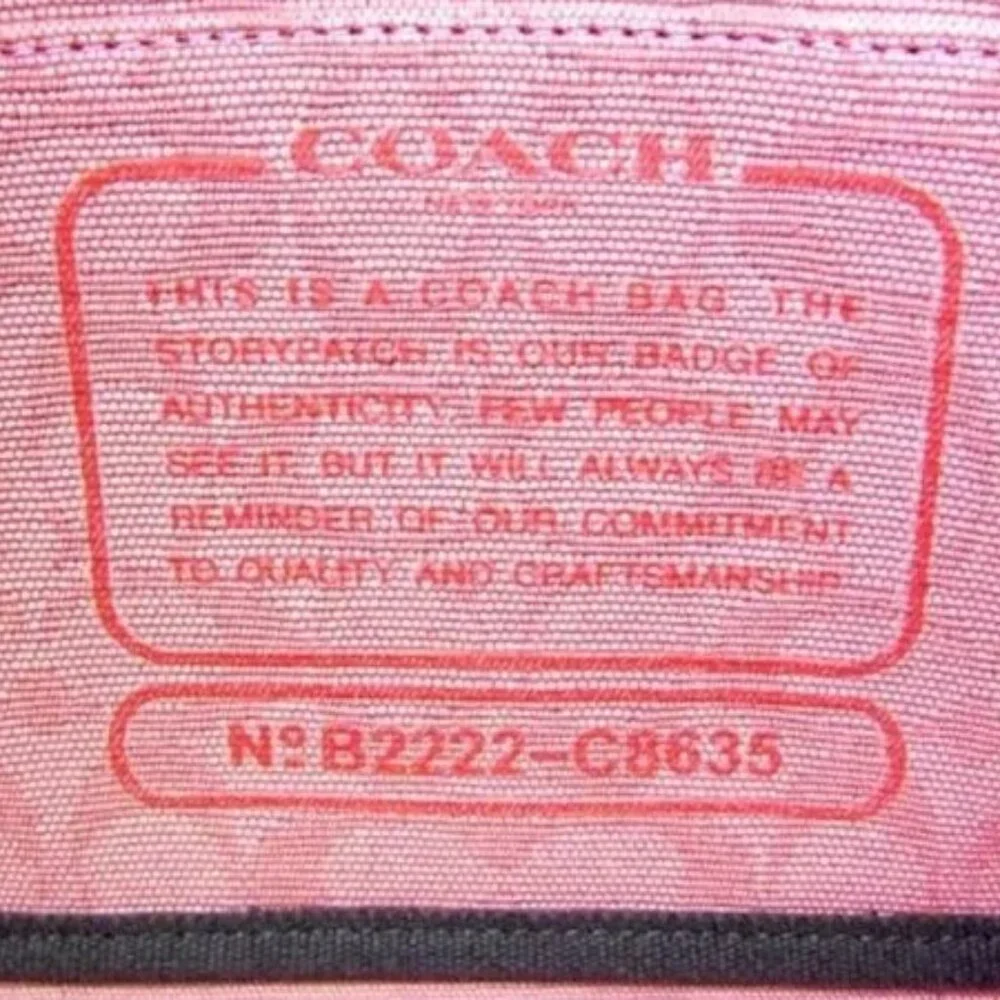 COACH
NEW YORK
THIS IS A COACH BAG. THE
STORYPATCH IS OUR BADGE OF
AUTHENTICITY. FEW PEOPLE MAY
SEE IT, BUT IT WILL ALWAYS BE A
REMINDER OF OUR COMMITMENT
TO QUALITY AND CRAFTSMANSHIP.
Nº B2222-C8635